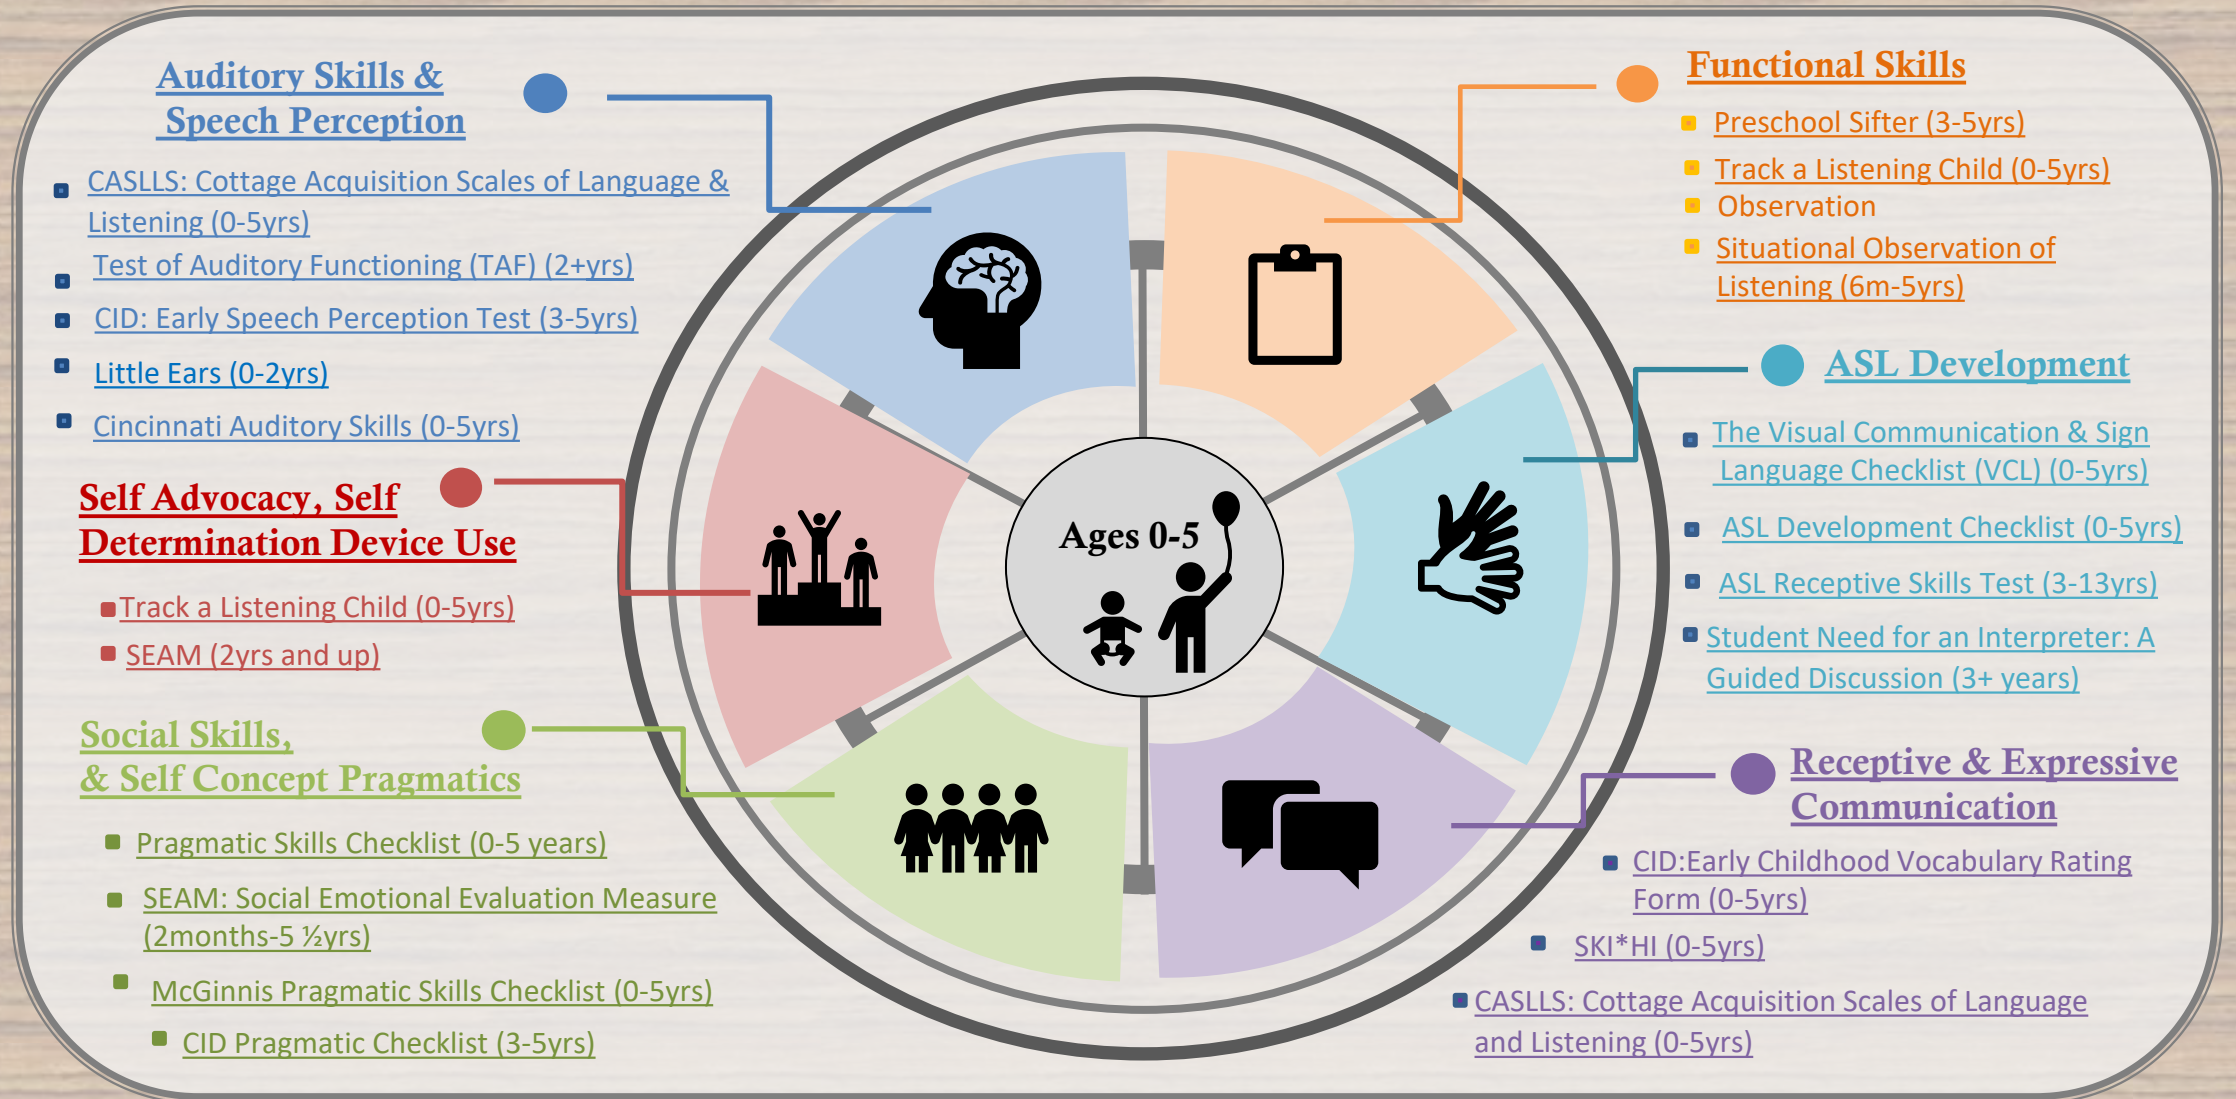 Auditory Skills &
Speech Perception
CASLLS: Cottage Acquisition Scales of Language &
Listening (0-5yrs)
Test of Auditory Functioning (TAF) (2+yrs)
CID: Early Speech Perception Test (3-5yrs)
Little Ears (0-2yrs)
Cincinnati Auditory Skills (0-5yrs)
Self Advocacy, Self
Determination Device Use
Track a Listening Child (0-5yrs)
SEAM (2yrs and up)
Social Skills,
& Self Concept Pragmatics
Pragmatic Skills Checklist (0-5 years)
SEAM: Social Emotional Evaluation Measure
(2months-5 ½yrs)
McGinnis Pragmatic Skills Checklist (0-5yrs)
CID Pragmatic Checklist (3-5yrs)
Ages 0-5
Functional Skills
Preschool Sifter (3-5yrs)
Track a Listening Child (0-5yrs)
Observation
Situational Observation of
Listening (6m-5yrs)
ASL Development
The Visual Communication & Sign
Language Checklist (VCL) (0-5yrs)
ASL Development Checklist (0-5yrs)
ASL Receptive Skills Test (3-13yrs)
Student Need for an Interpreter: A
Guided Discussion (3+ years)
Receptive & Expressive
Communication
CID:Early Childhood Vocabulary Rating
Form (0-5yrs)
SKI*HI (0-5yrs)
CASLLS: Cottage Acquisition Scales of Language
and Listening (0-5yrs)